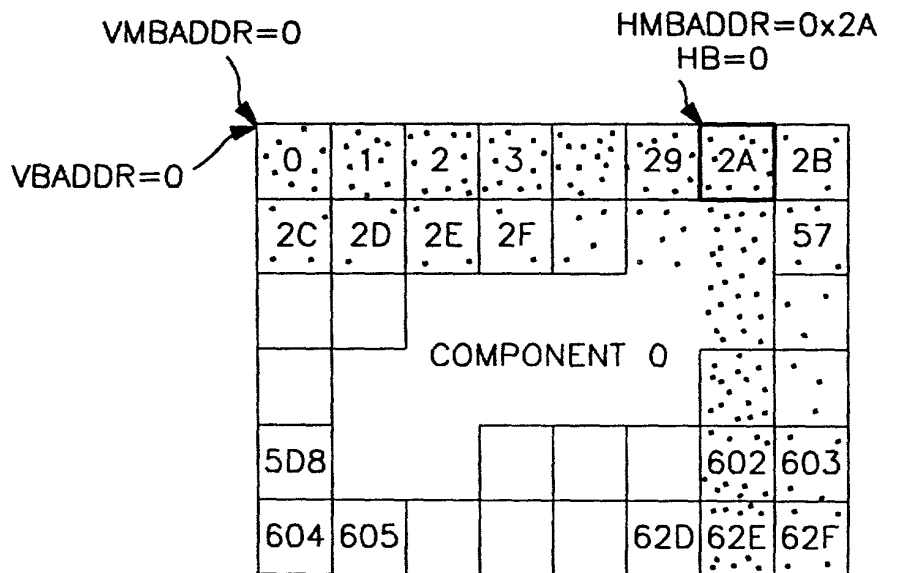 VMBADDR=0
HMBADDR=0x2A
HB=0
VBADDR=0
0 1 2 3 29 2A 2B
2C 2D 2E 2F 57
COMPONENT 0
5D8 602 603
604 605 62D 62E 62F